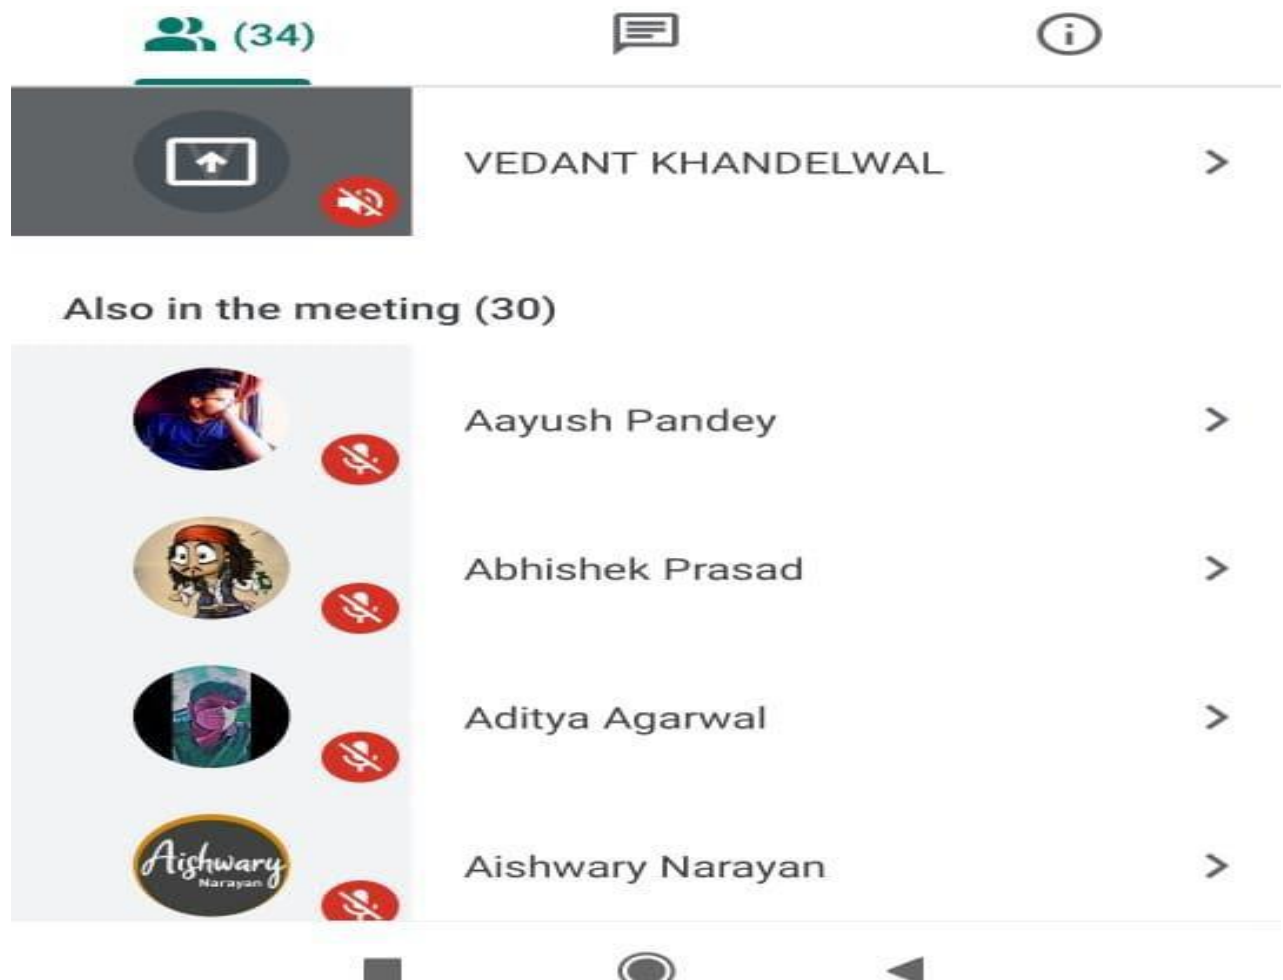 (34)
VEDANT KHANDELWAL
Also in the meeting (30)
Aayush Pandey
Abhishek Prasad
Aditya Agarwal
Aishwary
Narayan
Aishwary Narayan